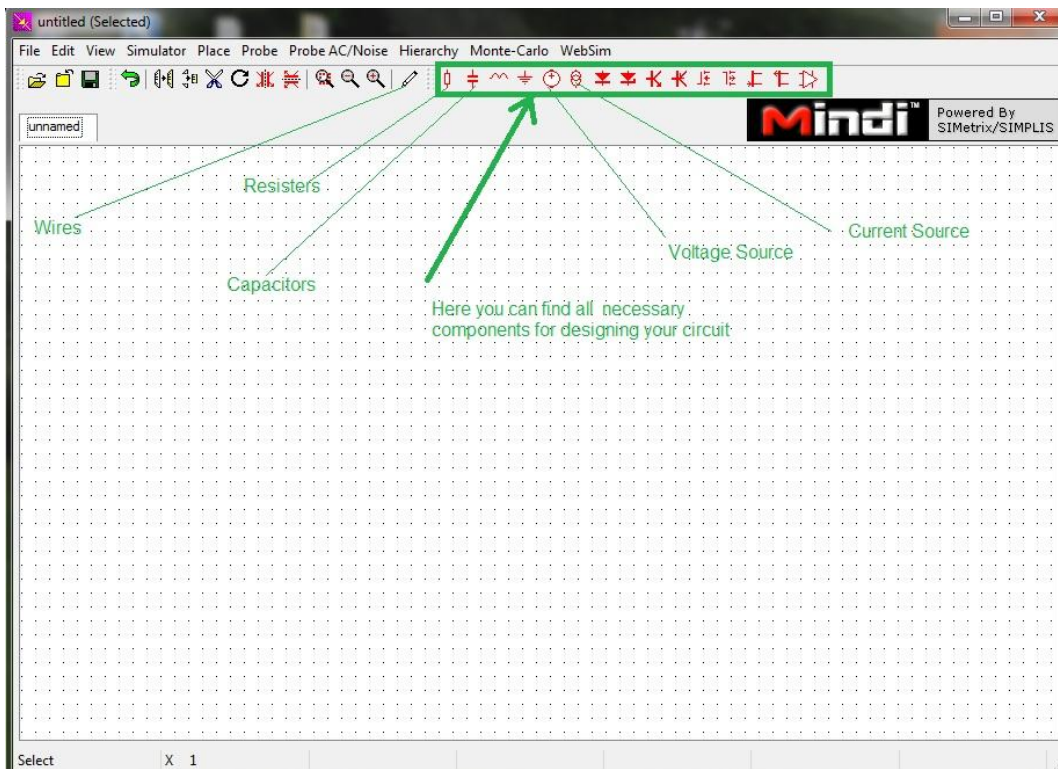 untitled (Selected)
File Edit View Simulator Place Probe Probe AC/Noise Hierarchy Monte-Carlo WebSim
Mindi™
Powered By
SIMetrix/SIMPLIS
unnamed
Resisters
Wires
Current Source
Voltage Source
Capacitors
Here you can find all necessary
components for designing your circuit
Select X 1